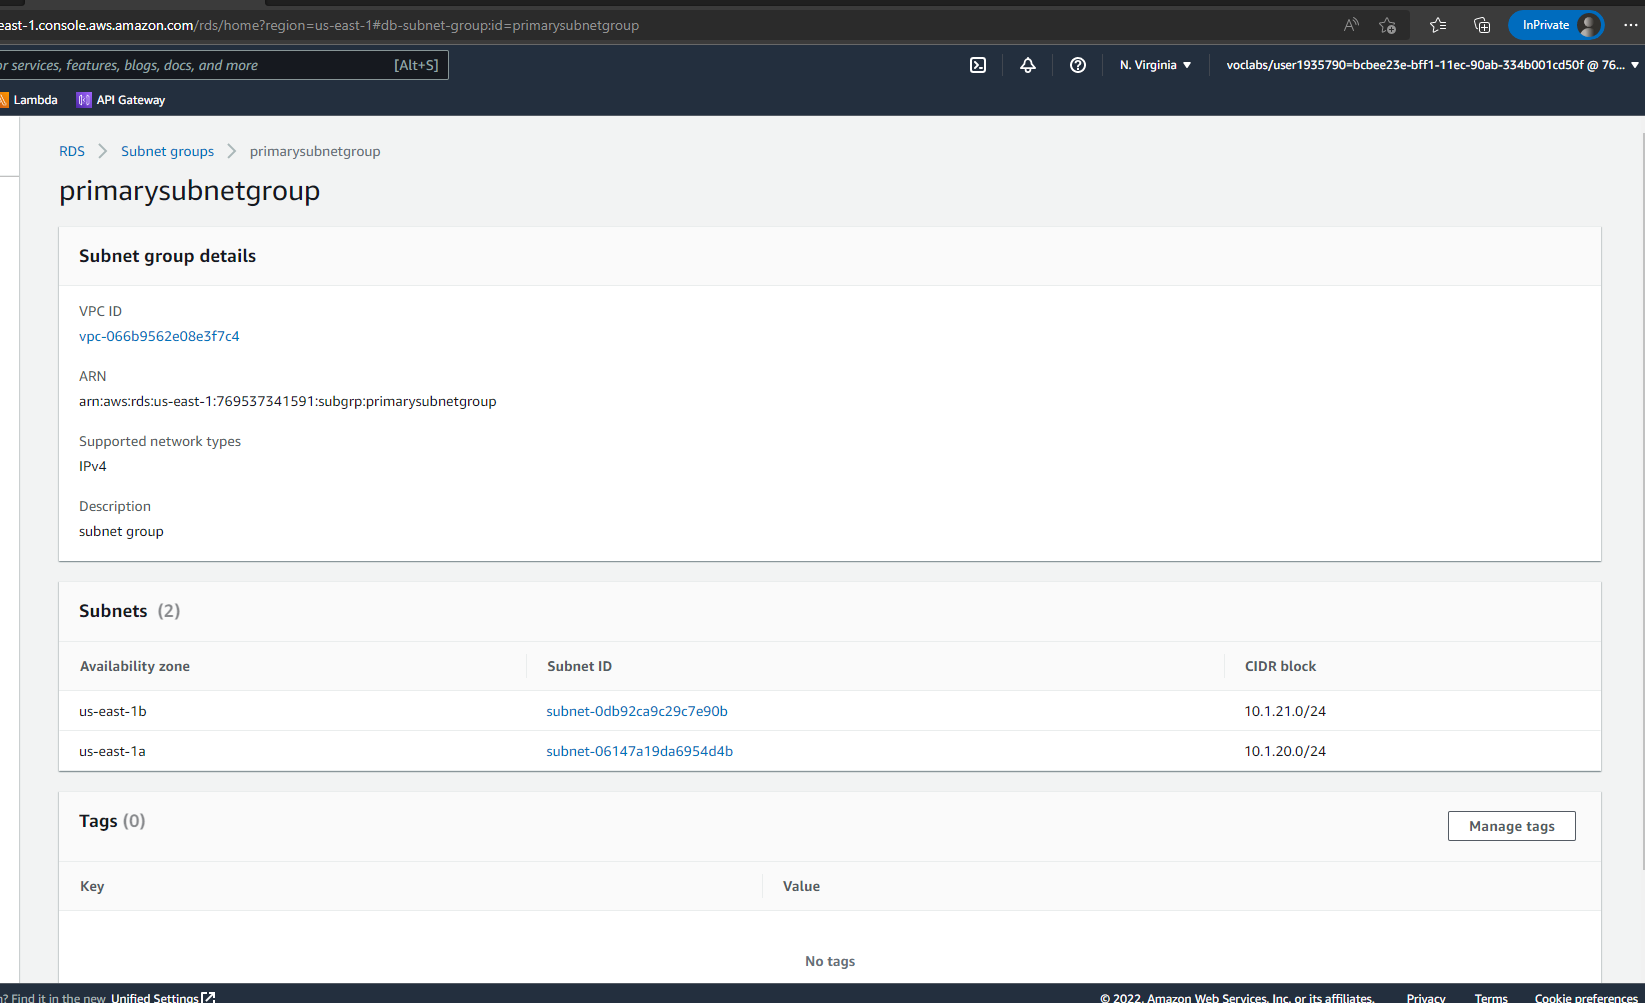 east-1.console.aws.amazon.com/rds/home?region=us-east-1#db-subnet-group:id=primarysubnetgroup
InPrivate
or services, features, blogs, docs, and more [Alt+S]
N. Virginia
voclabs/user1935790=bcbee23e-bff1-11ec-90ab-334b001cd50f @ 76...
Lambda
API Gateway
RDS Subnet groups primarysubnetgroup
primarysubnetgroup
Subnet group details
VPC ID
vpc-066b9562e08e3f7c4
ARN
arn:aws:rds:us-east-1:769537341591:subgrp:primarysubnetgroup
Supported network types
IPv4
Description
subnet group
Subnets (2)
Availability zone Subnet ID CIDR block
us-east-1b subnet-0db92ca9c29c7e90b 10.1.21.0/24
us-east-1a subnet-06147a19da6954d4b 10.1.20.0/24
Tags (0)
Manage tags
Key Value
No tags
? Find it in the new Unified Settings
© 2022, Amazon Web Services, Inc. or its affiliates. Privacy Terms Cookie preferences